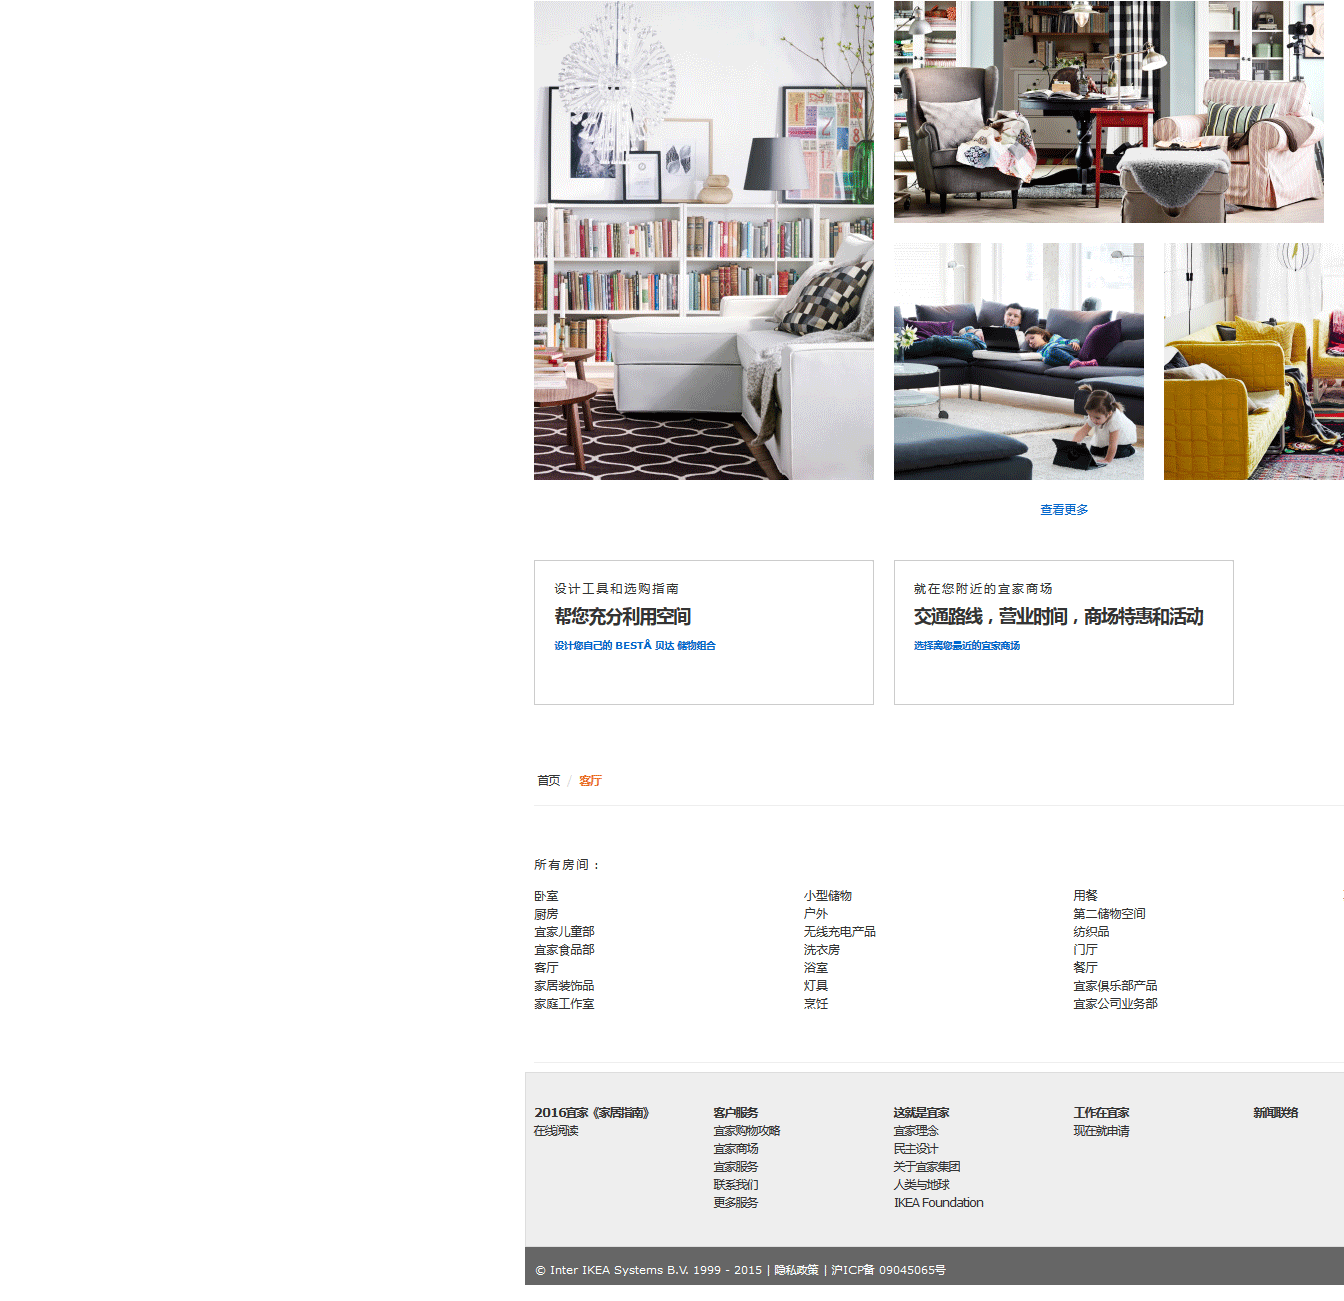 查看更多
设计工具和选购指南
帮您充分利用空间
设计您自己的 BESTÅ 贝达 储物组合
就在您附近的宜家商场
交通路线，营业时间，商场特惠和活动
选择离您最近的宜家商场
首页 / 客厅
所有房间：
卧室
厨房
宜家儿童部
宜家食品部
客厅
家居装饰品
家庭工作室
小型储物
户外
无线充电产品
洗衣房
浴室
灯具
烹饪
用餐
第二储物空间
纺织品
门厅
餐厅
宜家俱乐部产品
宜家公司业务部
2016宜家《家居指南》
在线阅读
客户服务
宜家购物攻略
宜家商场
宜家服务
联系我们
更多服务
这就是宜家
宜家理念
民主设计
关于宜家集团
人类与地球
IKEA Foundation
工作在宜家
现在就申请
新闻联络
© Inter IKEA Systems B.V. 1999 - 2015 | 隐私政策 | 沪ICP备 09045065号